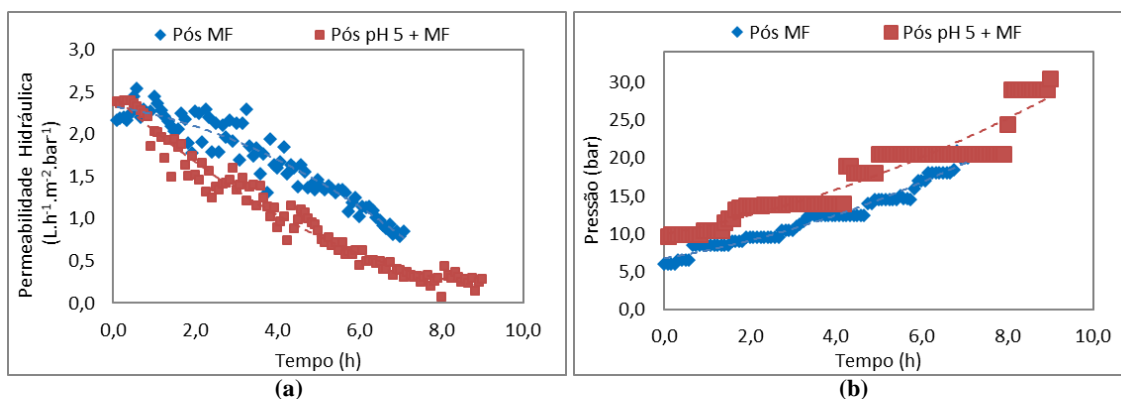 Pós MF
Pós pH 5 + MF
Permeabilidade Hidráulica
(L.h⁻¹.m⁻².bar⁻¹)
3,0
2,5
2,0
1,5
1,0
0,5
0,0
0,0 2,0 4,0 6,0 8,0 10,0
Tempo (h)
(a)
Pós MF
Pós pH 5 + MF
Pressão (bar)
30,0
25,0
20,0
15,0
10,0
5,0
0,0
0,0 2,0 4,0 6,0 8,0 10,0
Tempo (h)
(b)